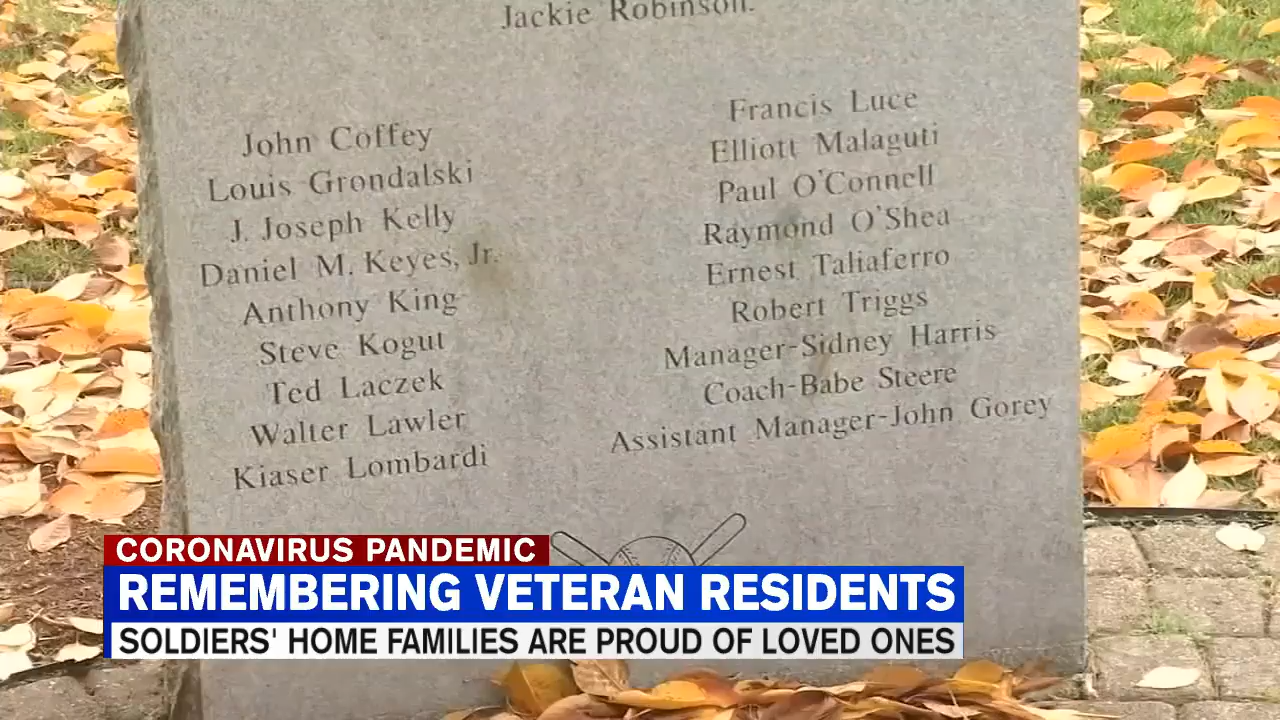 Jackie Robinson.
John Coffey
Louis Grondalski
J. Joseph Kelly
Daniel M. Keyes, Jr.
Anthony King
Steve Kogut
Ted Laczek
Walter Lawler
Kiaser Lombardi
Francis Luce
Elliott Malaguti
Paul O'Connell
Raymond O'Shea
Ernest Taliaferro
Robert Triggs
Manager-Sidney Harris
Coach-Babe Steere
Assistant Manager-John Gorey
CORONAVIRUS PANDEMIC
REMEMBERING VETERAN RESIDENTS
SOLDIERS' HOME FAMILIES ARE PROUD OF LOVED ONES